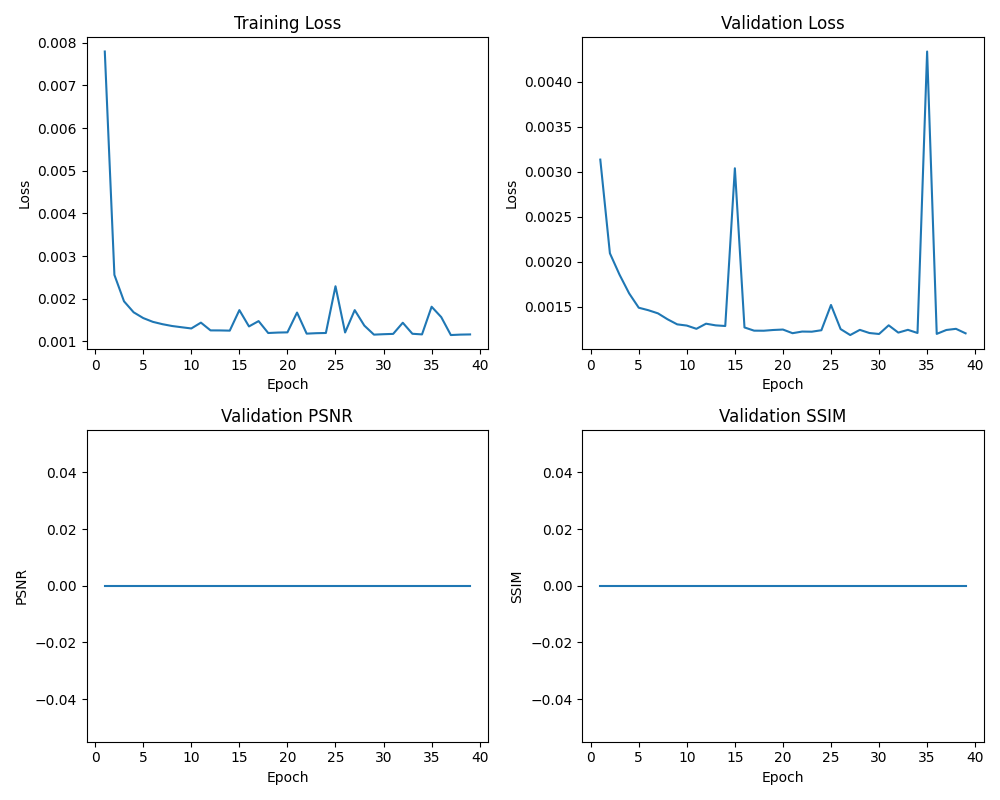 Training Loss
Loss
0.008
0.007
0.006
0.005
0.004
0.003
0.002
0.001
0 5 10 15 20 25 30 35 40
Epoch
Validation Loss
Loss
0.0040
0.0035
0.0030
0.0025
0.0020
0.0015
0 5 10 15 20 25 30 35 40
Epoch
Validation PSNR
PSNR
0.04
0.02
0.00
−0.02
−0.04
0 5 10 15 20 25 30 35 40
Epoch
Validation SSIM
SSIM
0.04
0.02
0.00
−0.02
−0.04
0 5 10 15 20 25 30 35 40
Epoch